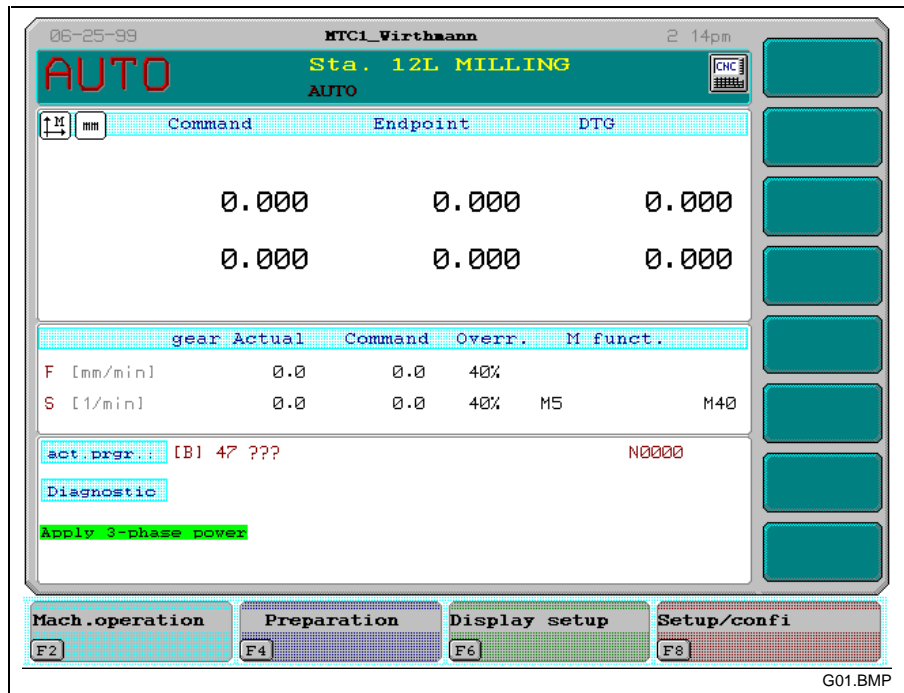 06-25-99 MTC1_Wirthmann 2 14pm
AUTO Sta. 12L MILLING CNC
AUTO
M mm Command Endpoint DTG
0.000 0.000 0.000
0.000 0.000 0.000
gear Actual Command Overr. M funct.
F [mm/min] 0.0 0.0 40%
S [1/min] 0.0 0.0 40% M5 M40
act.prgr.: [B] 47 ??? N0000
Diagnostic
Apply 3-phase power
Mach.operation Preparation Display setup Setup/confi
F2 F4 F6 F8
G01.BMP